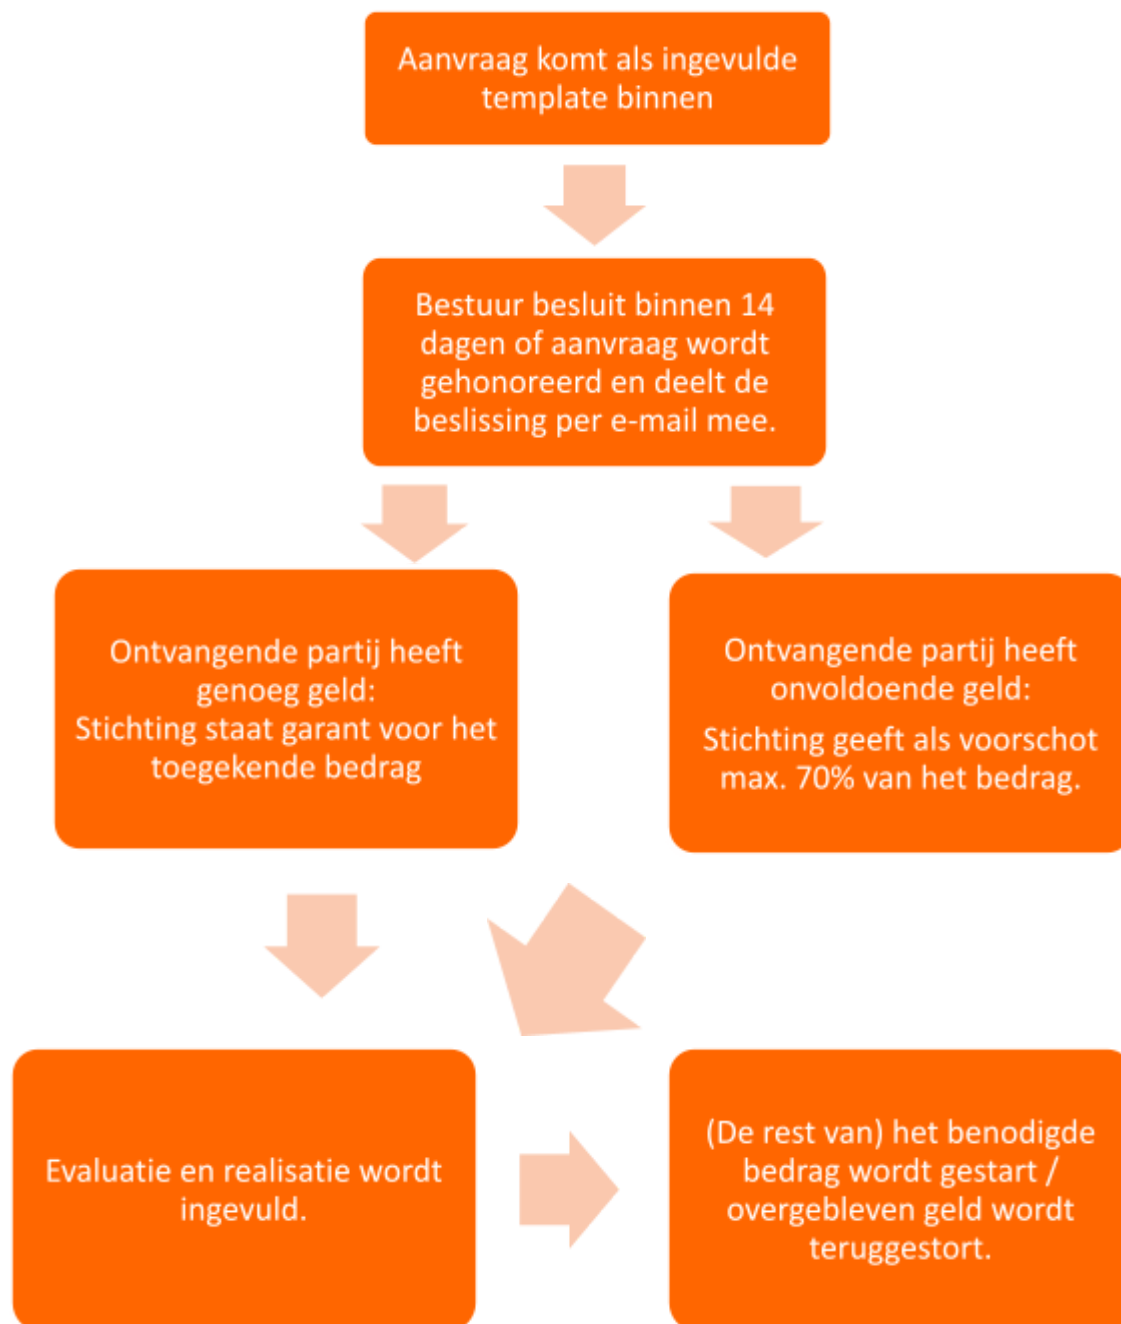 Aanvraag komt als ingevulde
template binnen
Bestuur besluit binnen 14
dagen of aanvraag wordt
gehonoreerd en deelt de
beslissing per e-mail mee.
Ontvangende partij heeft
genoeg geld:
Stichting staat garant voor het
toegekende bedrag
Ontvangende partij heeft
onvoldoende geld:
Stichting geeft als voorschot
max. 70% van het bedrag.
Evaluatie en realisatie wordt
ingevuld.
(De rest van) het benodigde
bedrag wordt gestart /
overgebleven geld wordt
teruggestort.